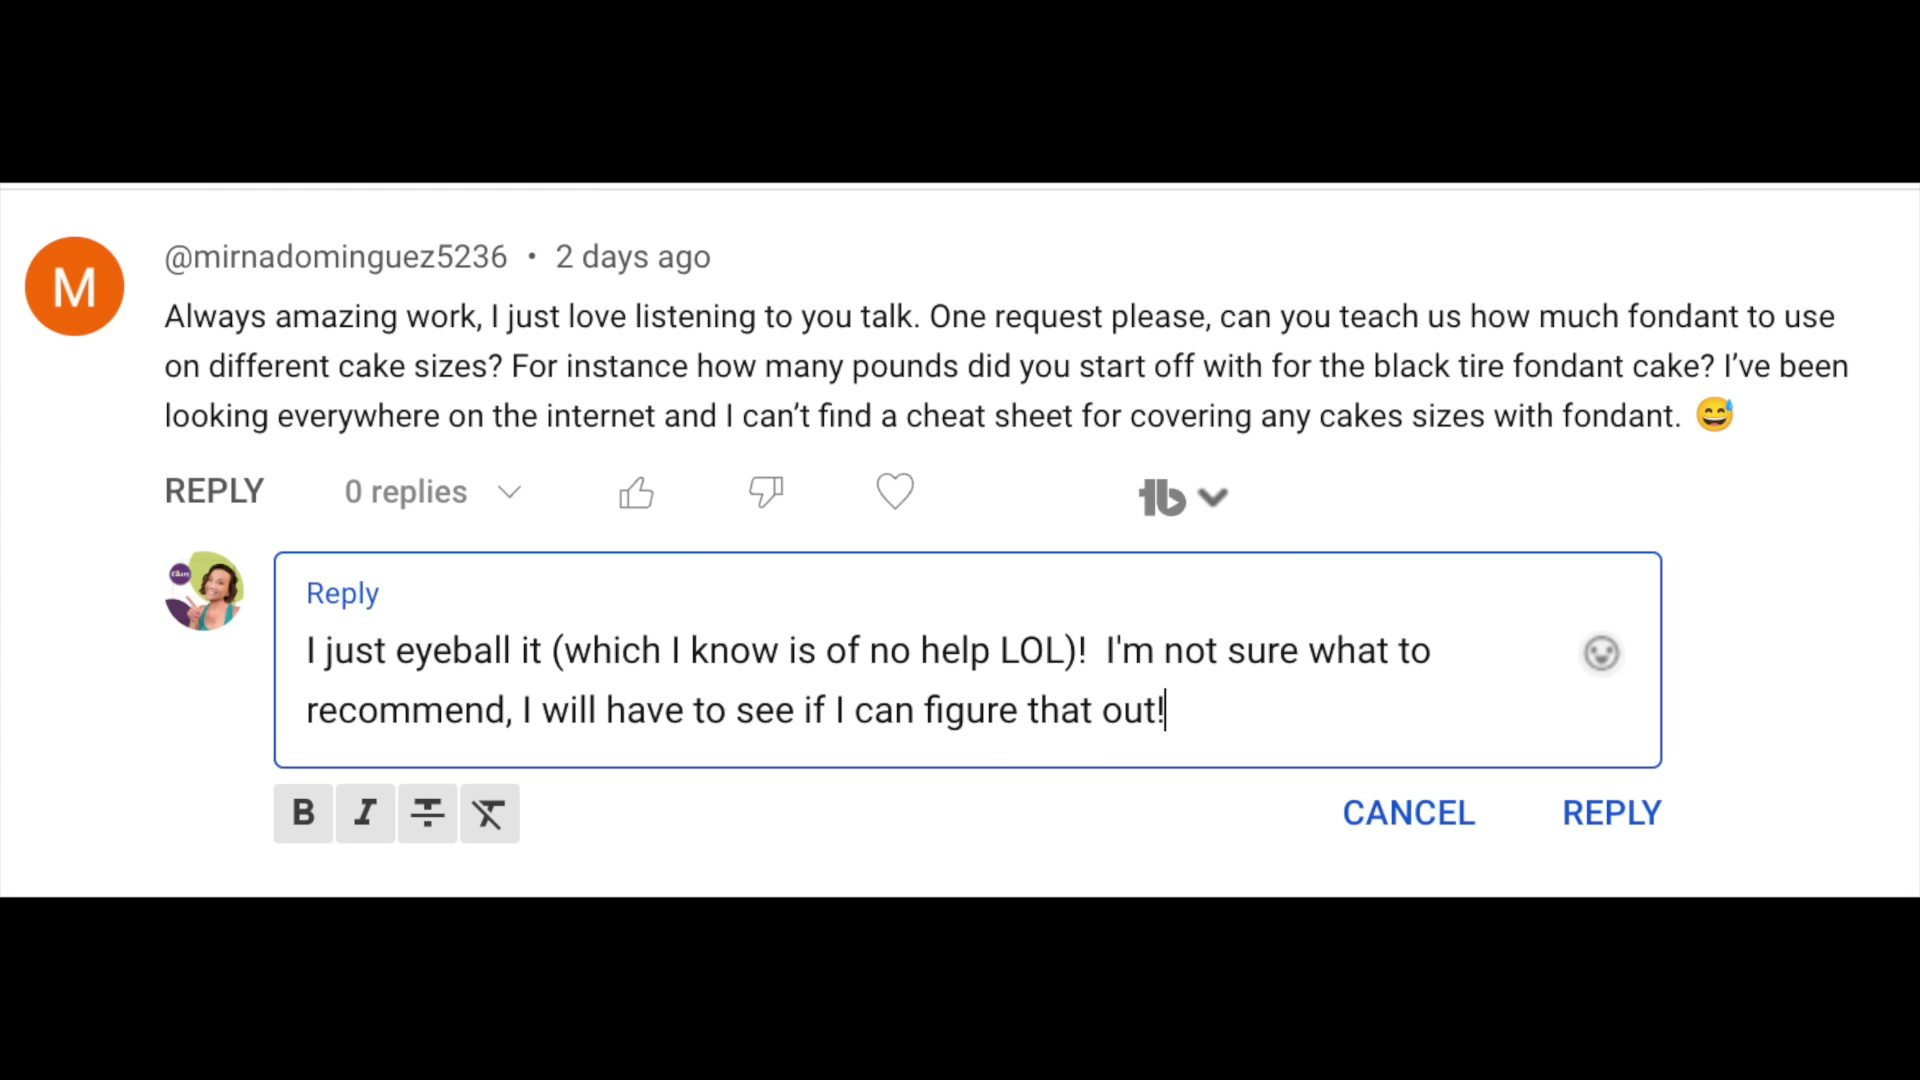 @mirnadominguez5236 • 2 days ago
M
Always amazing work, I just love listening to you talk. One request please, can you teach us how much fondant to use
on different cake sizes? For instance how many pounds did you start off with for the black tire fondant cake? I’ve been
looking everywhere on the internet and I can’t find a cheat sheet for covering any cakes sizes with fondant. 😅
REPLY 0 replies
Reply
I just eyeball it (which I know is of no help LOL)!  I'm not sure what to
recommend, I will have to see if I can figure that out!
B I T T CANCEL REPLY